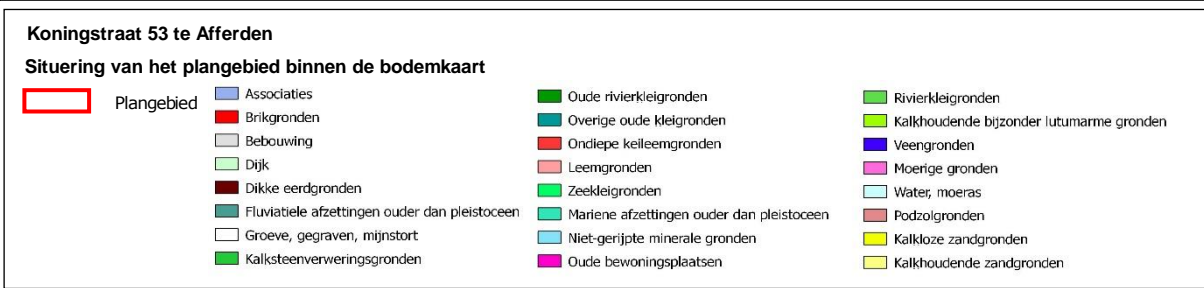 Koningstraat 53 te Afferden
Situering van het plangebied binnen de bodemkaart
Plangebied
Associaties
Brikgronden
Bebouwing
Dijk
Dikke eerdgronden
Fluviatiele afzettingen ouder dan pleistoceen
Groeve, gegraven, mijnstort
Kalksteenverweringsgronden
Oude rivierkleigronden
Overige oude kleigronden
Ondiepe keileemgronden
Leemgronden
Zeekleigronden
Mariene afzettingen ouder dan pleistoceen
Niet-gerijpte minerale gronden
Oude bewoningsplaatsen
Rivierkleigronden
Kalkhoudende bijzonder lutumarme gronden
Veengronden
Moerige gronden
Water, moeras
Podzolgronden
Kalkloze zandgronden
Kalkhoudende zandgronden